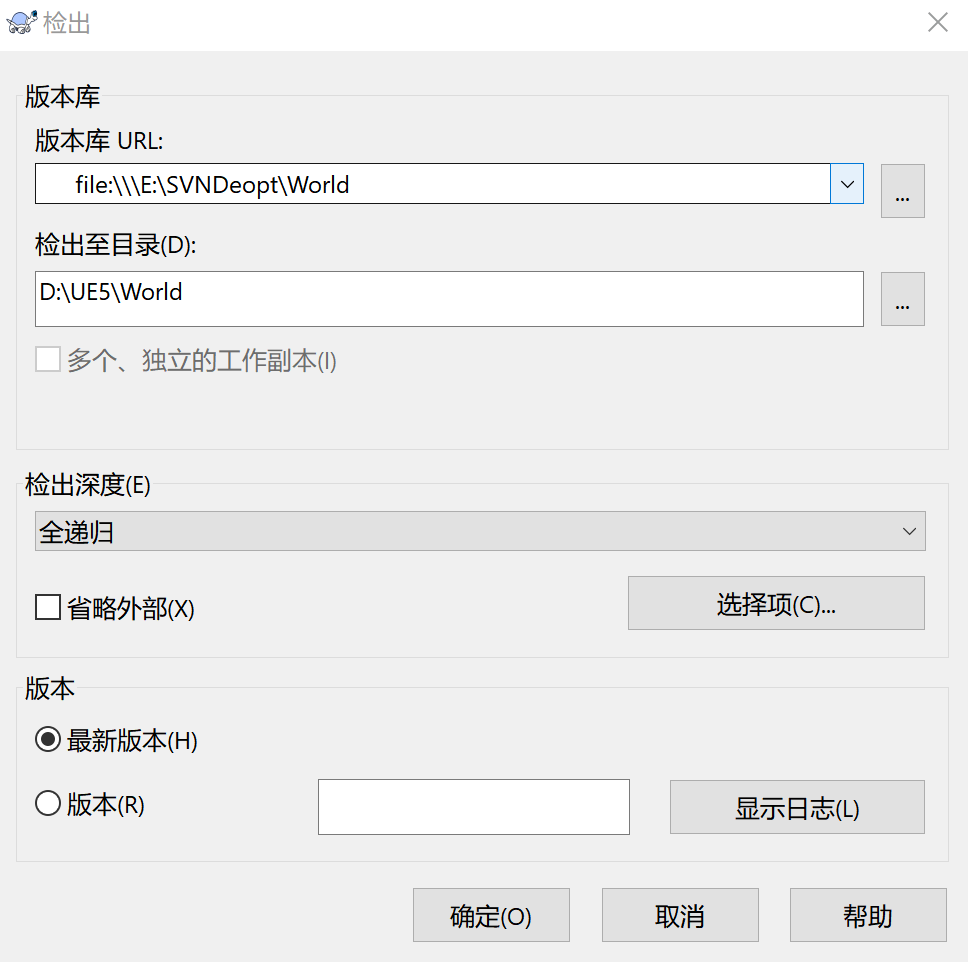 检出
版本库
版本库 URL:
file:\\\E:\SVNDeopt\World
...
检出至目录(D):
D:\UE5\World
...
多个、独立的工作副本(I)
检出深度(E)
全递归
省略外部(X)
选择项(C)...
版本
最新版本(H)
版本(R)
显示日志(L)
确定(O)
取消
帮助